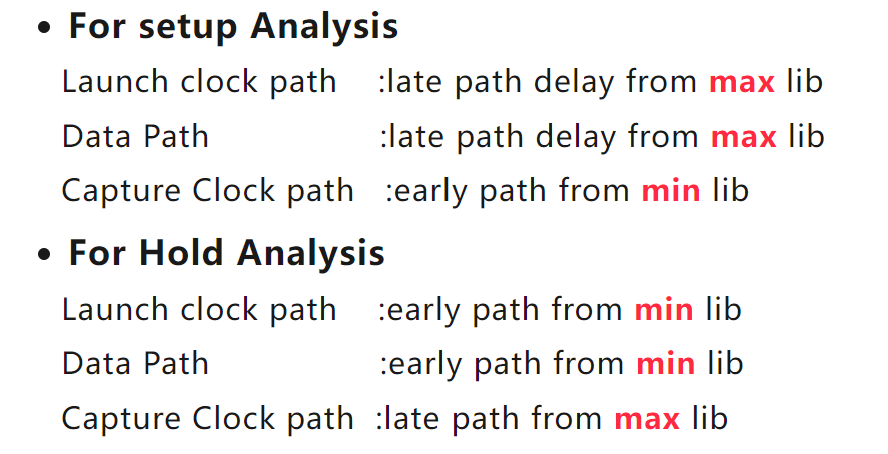 • For setup Analysis
Launch clock path :late path delay from max lib
Data Path :late path delay from max lib
Capture Clock path :early path from min lib
• For Hold Analysis
Launch clock path :early path from min lib
Data Path :early path from min lib
Capture Clock path :late path from max lib